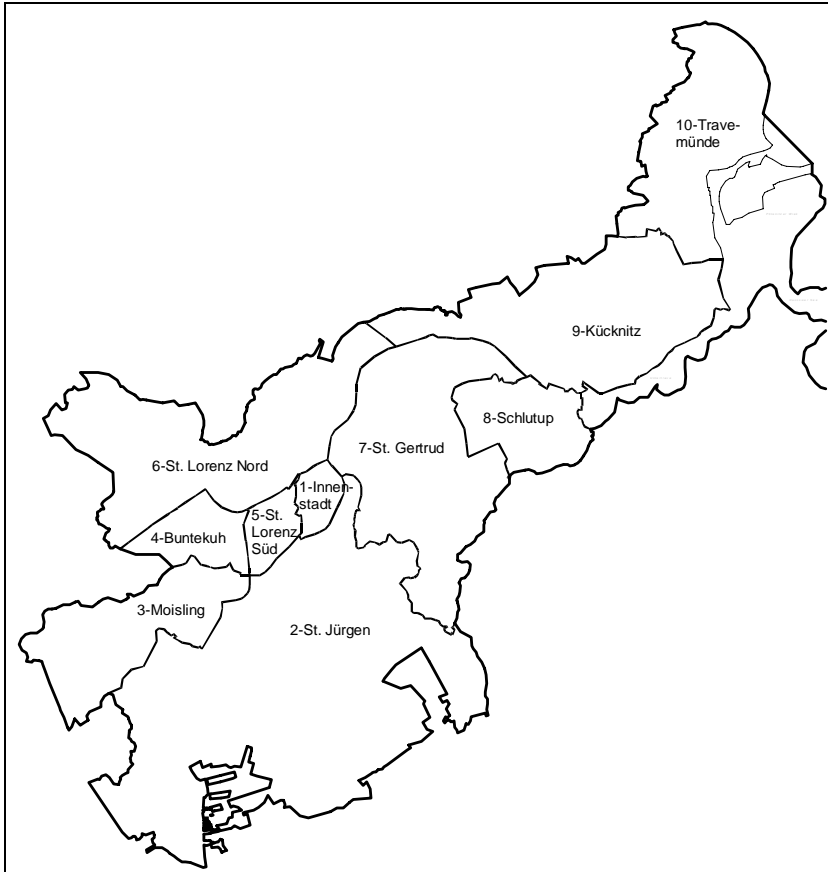 10-Trave-
münde
9-Kücknitz
8-Schlutup
7-St. Gertrud
6-St. Lorenz Nord
1-Innen-
stadt
5-St.
Lorenz
Süd
4-Buntekuh
3-Moisling
2-St. Jürgen